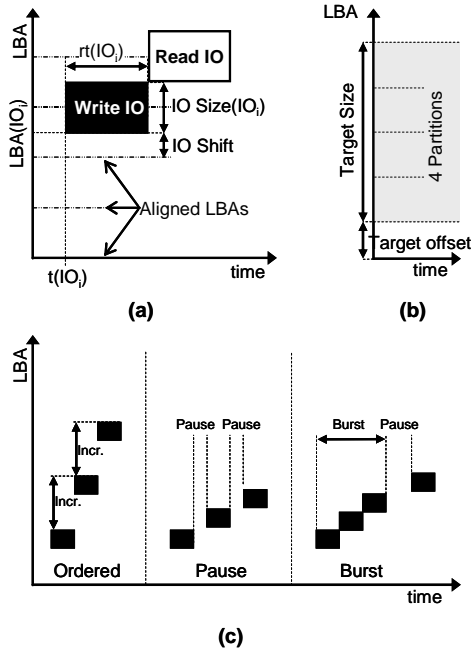 LBA
rt(IOᵢ)
Read IO
Write IO
IO Size(IOᵢ)
LBA(IOᵢ)
IO Shift
Aligned LBAs
t(IOᵢ)
time
(a)
LBA
Target Size
4 Partitions
Target offset
time
(b)
LBA
Incr.
Incr.
Ordered
Pause
Pause
Pause
Burst
Pause
Burst
time
(c)